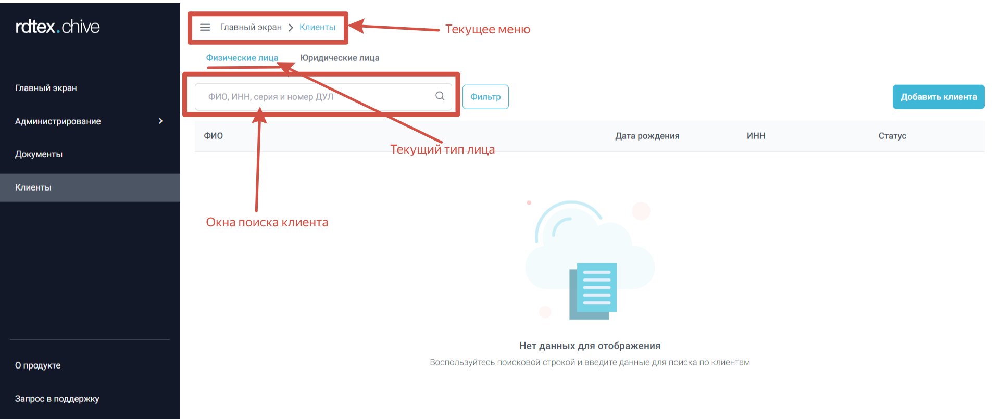 rdtex.chive
Главный экран
Администрирование
Документы
Клиенты
О продукте
Запрос в поддержку
Главный экран > Клиенты
Текущее меню
Физические лица Юридические лица
ФИО, ИНН, серия и номер ДУЛ
Фильтр
Добавить клиента
ФИО Дата рождения ИНН Статус
Текущий тип лица
Окна поиска клиента
Нет данных для отображения
Воспользуйтесь поисковой строкой и введите данные для поиска по клиентам